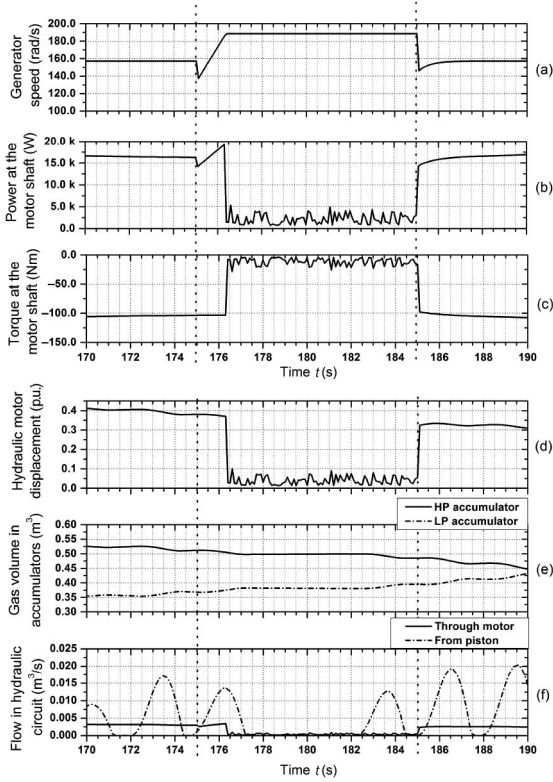 200.0
180.0
160.0
140.0
120.0
100.0
Generator
speed (rad/s)
(a)
20.0 k
15.0 k
10.0 k
5.0 k
0.0
Power at the
motor shaft (W)
(b)
0.0
−50.0
−100.0
−150.0
Torque at the
motor shaft (Nm)
(c)
170 172 174 176 178 180 182 184 186 188 190
Time t (s)
0.4
0.3
0.2
0.1
0.0
Hydraulic motor
displacement (p.u.)
(d)
HP accumulator
LP accumulator
0.60
0.55
0.50
0.45
0.40
0.35
0.30
Gas volume in
accumulators (m³)
(e)
Through motor
From piston
0.025
0.020
0.015
0.010
0.005
0.000
Flow in hydraulic
circuit (m³/s)
(f)
170 172 174 176 178 180 182 184 186 188 190
Time t (s)